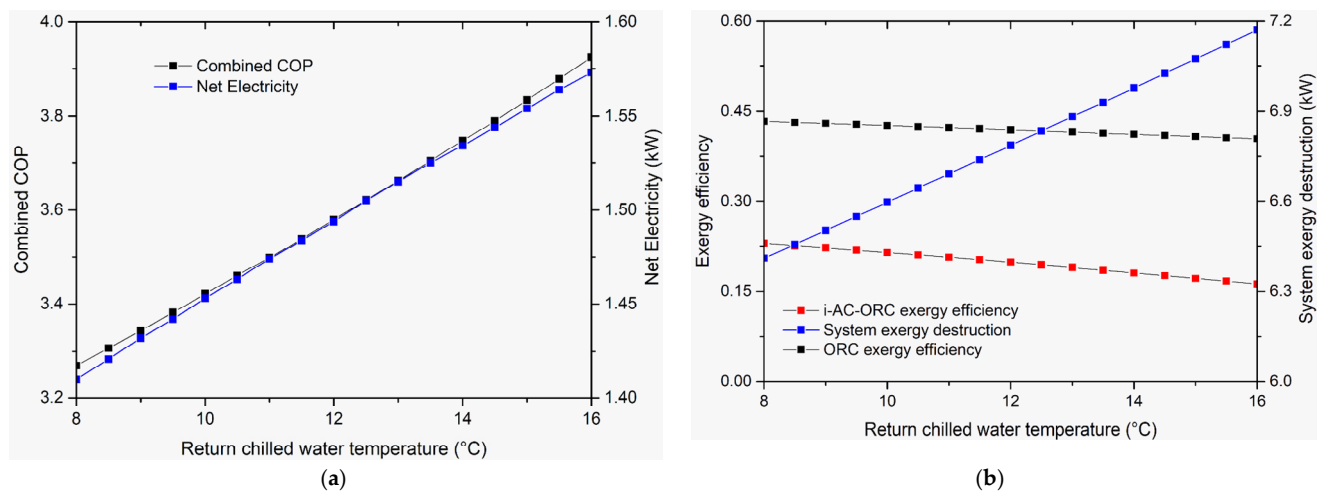 4.0
3.8
3.6
3.4
3.2
Combined COP
Combined COP
Net Electricity
1.60
1.55
1.50
1.45
1.40
Net Electricity (kW)
8
10
12
14
16
Return chilled water temperature (°C)
(a)
0.60
0.45
0.30
0.15
0.00
Exergy efficiency
i-AC-ORC exergy efficiency
System exergy destruction
ORC exergy efficiency
7.2
6.9
6.6
6.3
6.0
System exergy destruction (kW)
8
10
12
14
16
Return chilled water temperature (°C)
(b)